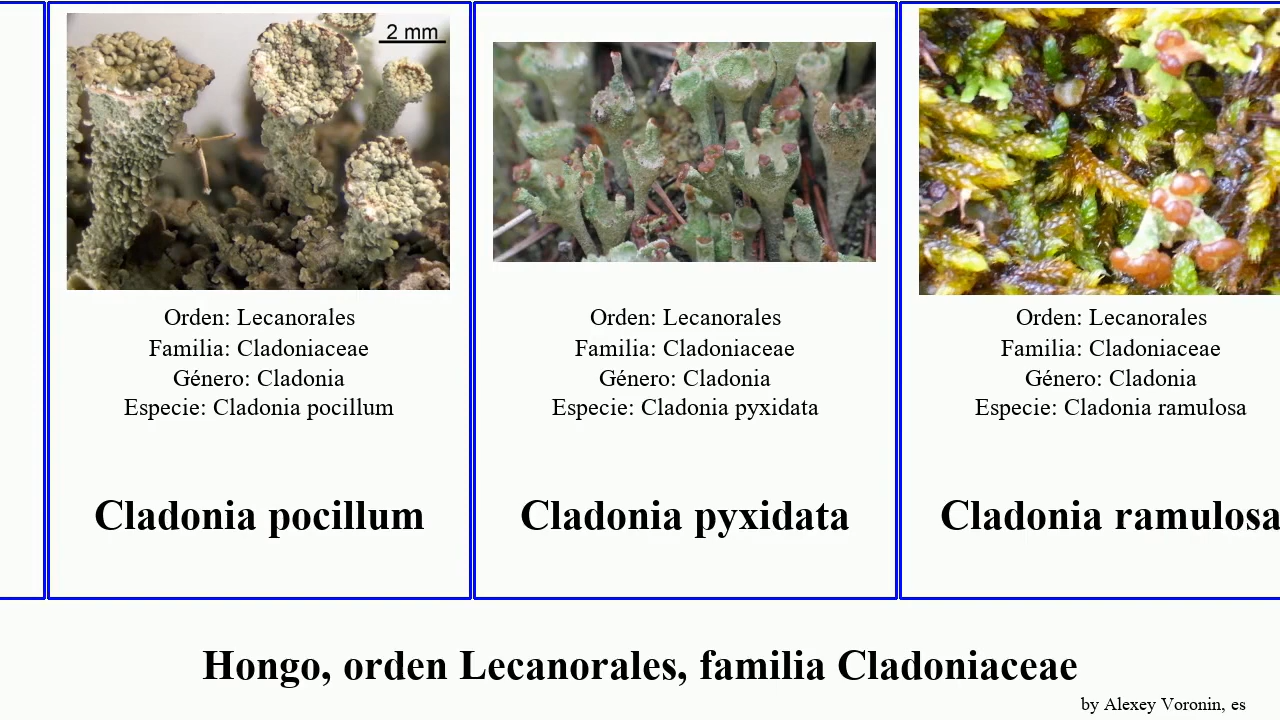 2 mm
Orden: Lecanorales
Familia: Cladoniaceae
Género: Cladonia
Especie: Cladonia pocillum
Cladonia pocillum
Orden: Lecanorales
Familia: Cladoniaceae
Género: Cladonia
Especie: Cladonia pyxidata
Cladonia pyxidata
Orden: Lecanorales
Familia: Cladoniaceae
Género: Cladonia
Especie: Cladonia ramulosa
Cladonia ramulosa
Hongo, orden Lecanorales, familia Cladoniaceae
by Alexey Voronin, es